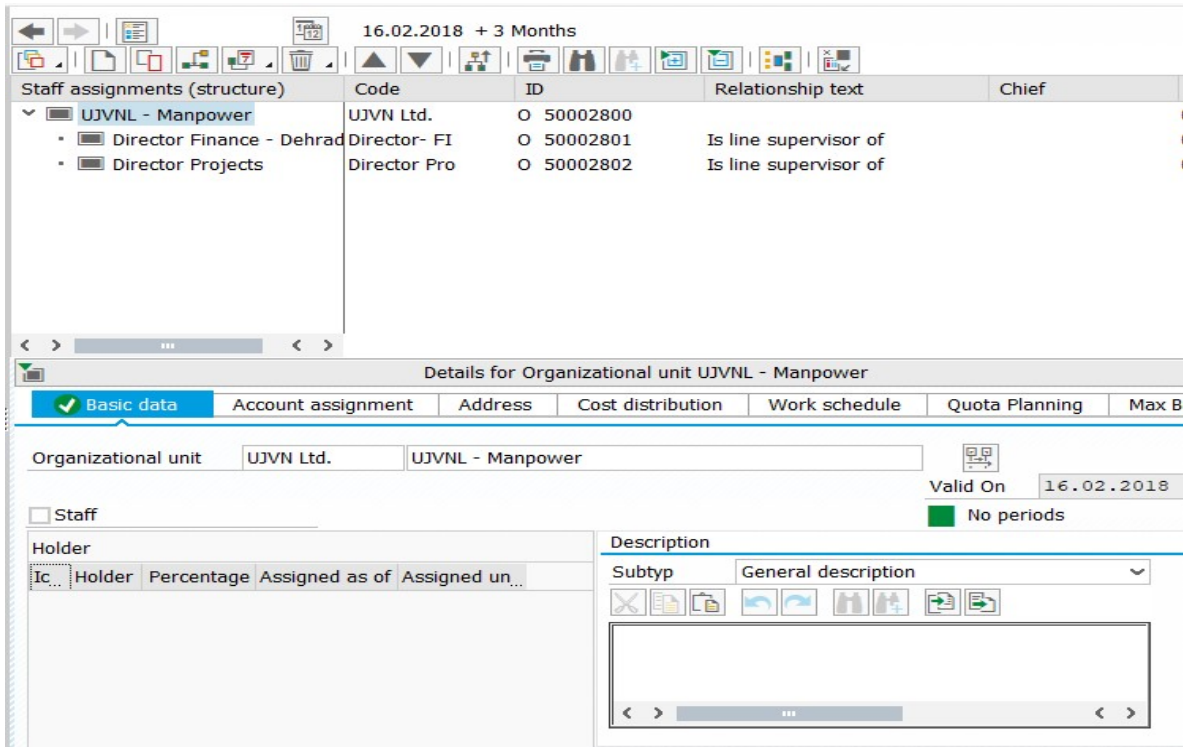 16.02.2018 + 3 Months
Staff assignments (structure) Code ID Relationship text Chief
UJVNL - Manpower UJVN Ltd. O 50002800
Director Finance - Dehrad Director- FI O 50002801 Is line supervisor of
Director Projects Director Pro O 50002802 Is line supervisor of
Details for Organizational unit UJVNL - Manpower
Basic data Account assignment Address Cost distribution Work schedule Quota Planning Max B
Organizational unit UJVN Ltd. UJVNL - Manpower
Valid On 16.02.2018
Staff No periods
Holder Description
Ic... Holder Percentage Assigned as of Assigned un... Subtyp General description